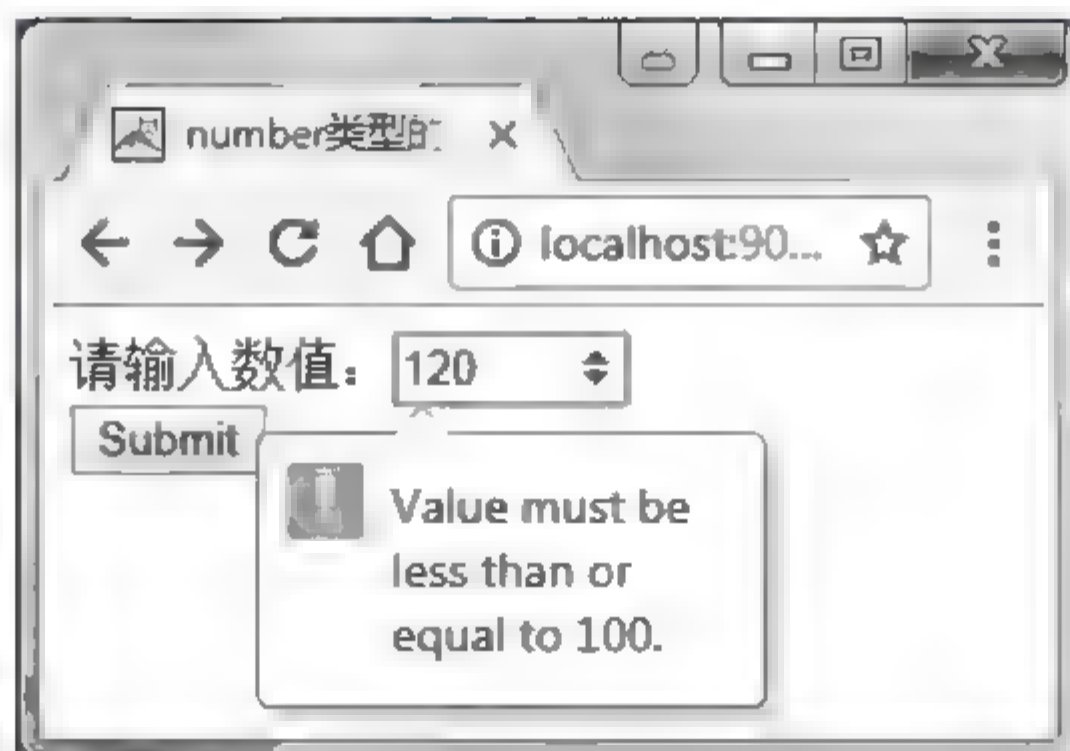 number类型的
localhost:90...
请输入数值：120
Submit
Value must be
less than or
equal to 100.